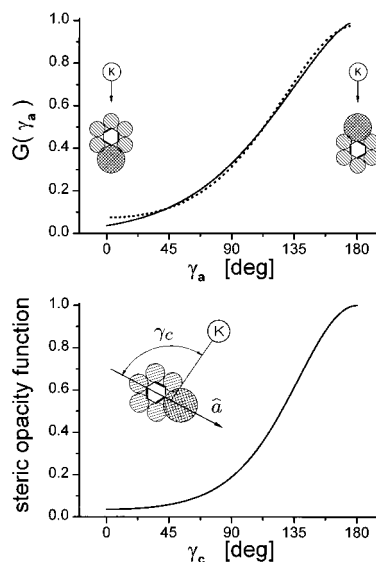 1.0
0.8
0.6
0.4
0.2
0.0
G(γₐ)
K
K
0 45 90 135 180
γₐ [deg]
1.0
0.8
0.6
0.4
0.2
0.0
steric opacity function
γc
K
â
0 45 90 135 180
γc [deg]